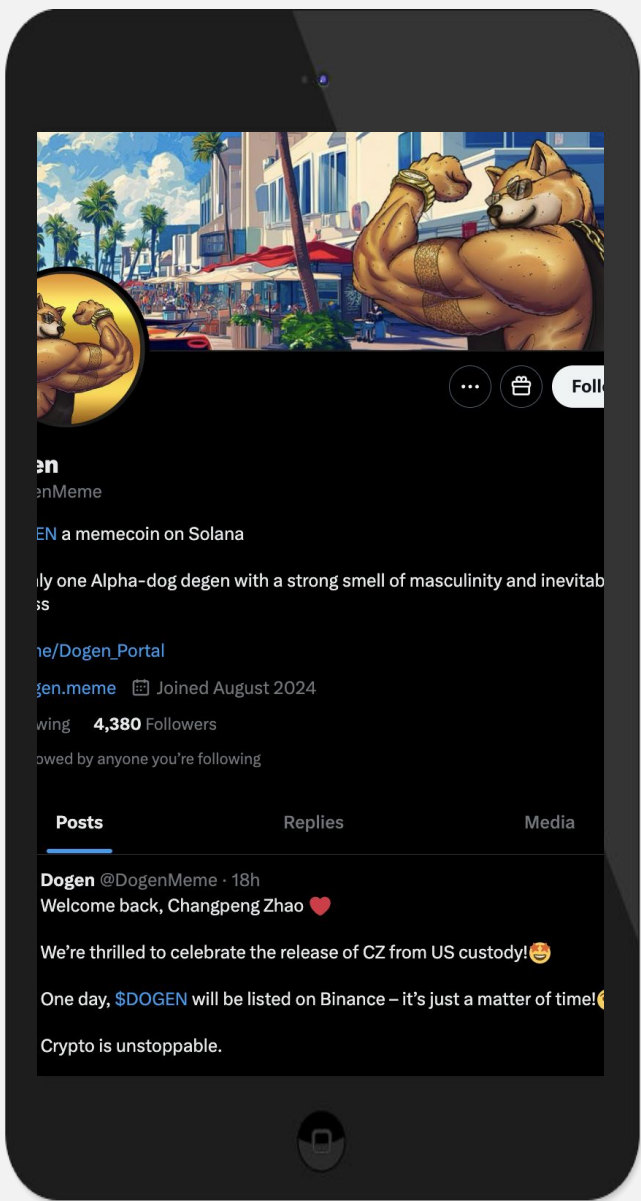 Foll
en
enMeme
EN a memecoin on Solana
ly one Alpha-dog degen with a strong smell of masculinity and inevitab
ss
ne/Dogen_Portal
gen.meme Joined August 2024
wing 4,380 Followers
owed by anyone you're following
Posts Replies Media
Dogen @DogenMeme · 18h
Welcome back, Changpeng Zhao ❤️
We're thrilled to celebrate the release of CZ from US custody!🤩
One day, $DOGEN will be listed on Binance – it's just a matter of time!
Crypto is unstoppable.